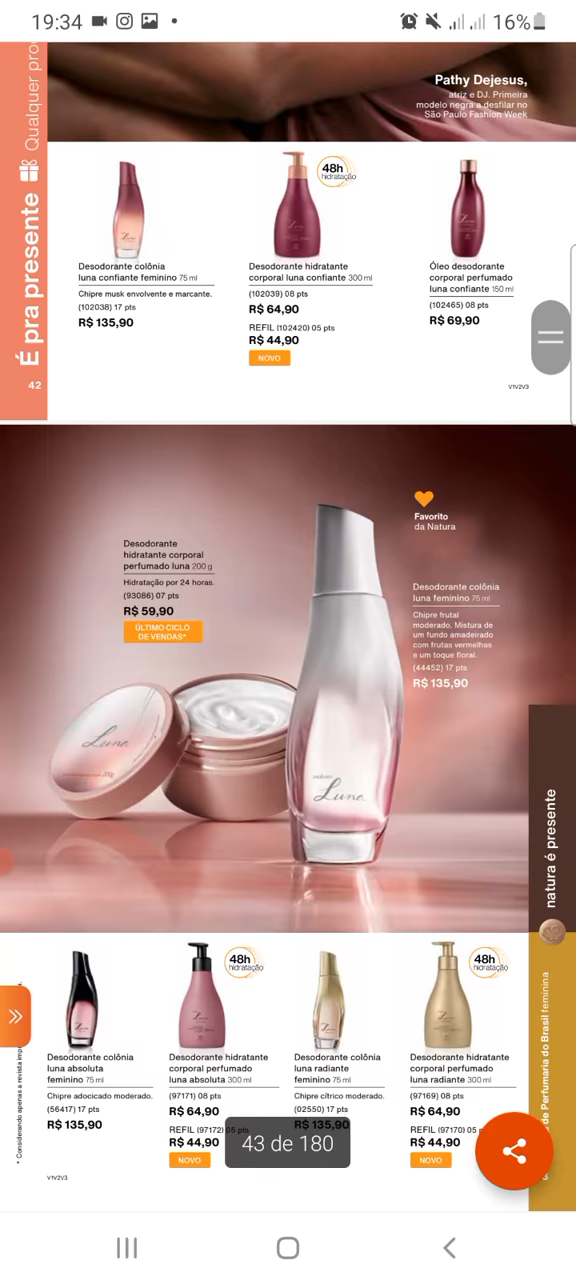 19:34
16%
É pra presente
Qualquer pro
42
Pathy Dejesus,
atriz e DJ. Primeira
modelo negra a desfilar no
São Paulo Fashion Week
Desodorante colônia
luna confiante feminino 75 ml
Chipre musk envolvente e marcante.
(102038) 17 pts
R$ 135,90
48h
hidratação
Desodorante hidratante
corporal luna confiante 300 ml
(102039) 08 pts
R$ 64,90
REFIL (102420) 05 pts
R$ 44,90
NOVO
Óleo desodorante
corporal perfumado
luna confiante 150 ml
(102465) 08 pts
R$ 69,90
V1V2V3
Favorito
da Natura
Desodorante
hidratante corporal
perfumado luna 200 g
Hidratação por 24 horas.
(93086) 07 pts
R$ 59,90
ÚLTIMO CICLO
DE VENDAS*
Desodorante colônia
luna feminino 75 ml
Chipre frutal
moderado. Mistura de
um fundo amadeirado
com frutas vermelhas
e um toque floral.
(44452) 17 pts
R$ 135,90
Luna
natura
Luna
natura é presente
de Perfumaria do Brasil feminina
* Considerando apenas a revista
Desodorante colônia
luna absoluta
feminino 75 ml
Chipre adocicado moderado.
(56417) 17 pts
R$ 135,90
48h
hidratação
Desodorante hidratante
corporal perfumado
luna absoluta 300 ml
(97171) 08 pts
R$ 64,90
REFIL (97172) 05 pts
R$ 44,90
NOVO
Desodorante colônia
luna radiante
feminino 75 ml
Chipre cítrico moderado.
(02550) 17 pts
R$ 135,90
48h
hidratação
Desodorante hidratante
corporal perfumado
luna radiante 300 ml
(97169) 08 pts
R$ 64,90
REFIL (97170) 05
R$ 44,90
NOVO
43 de 180
V1V2V3